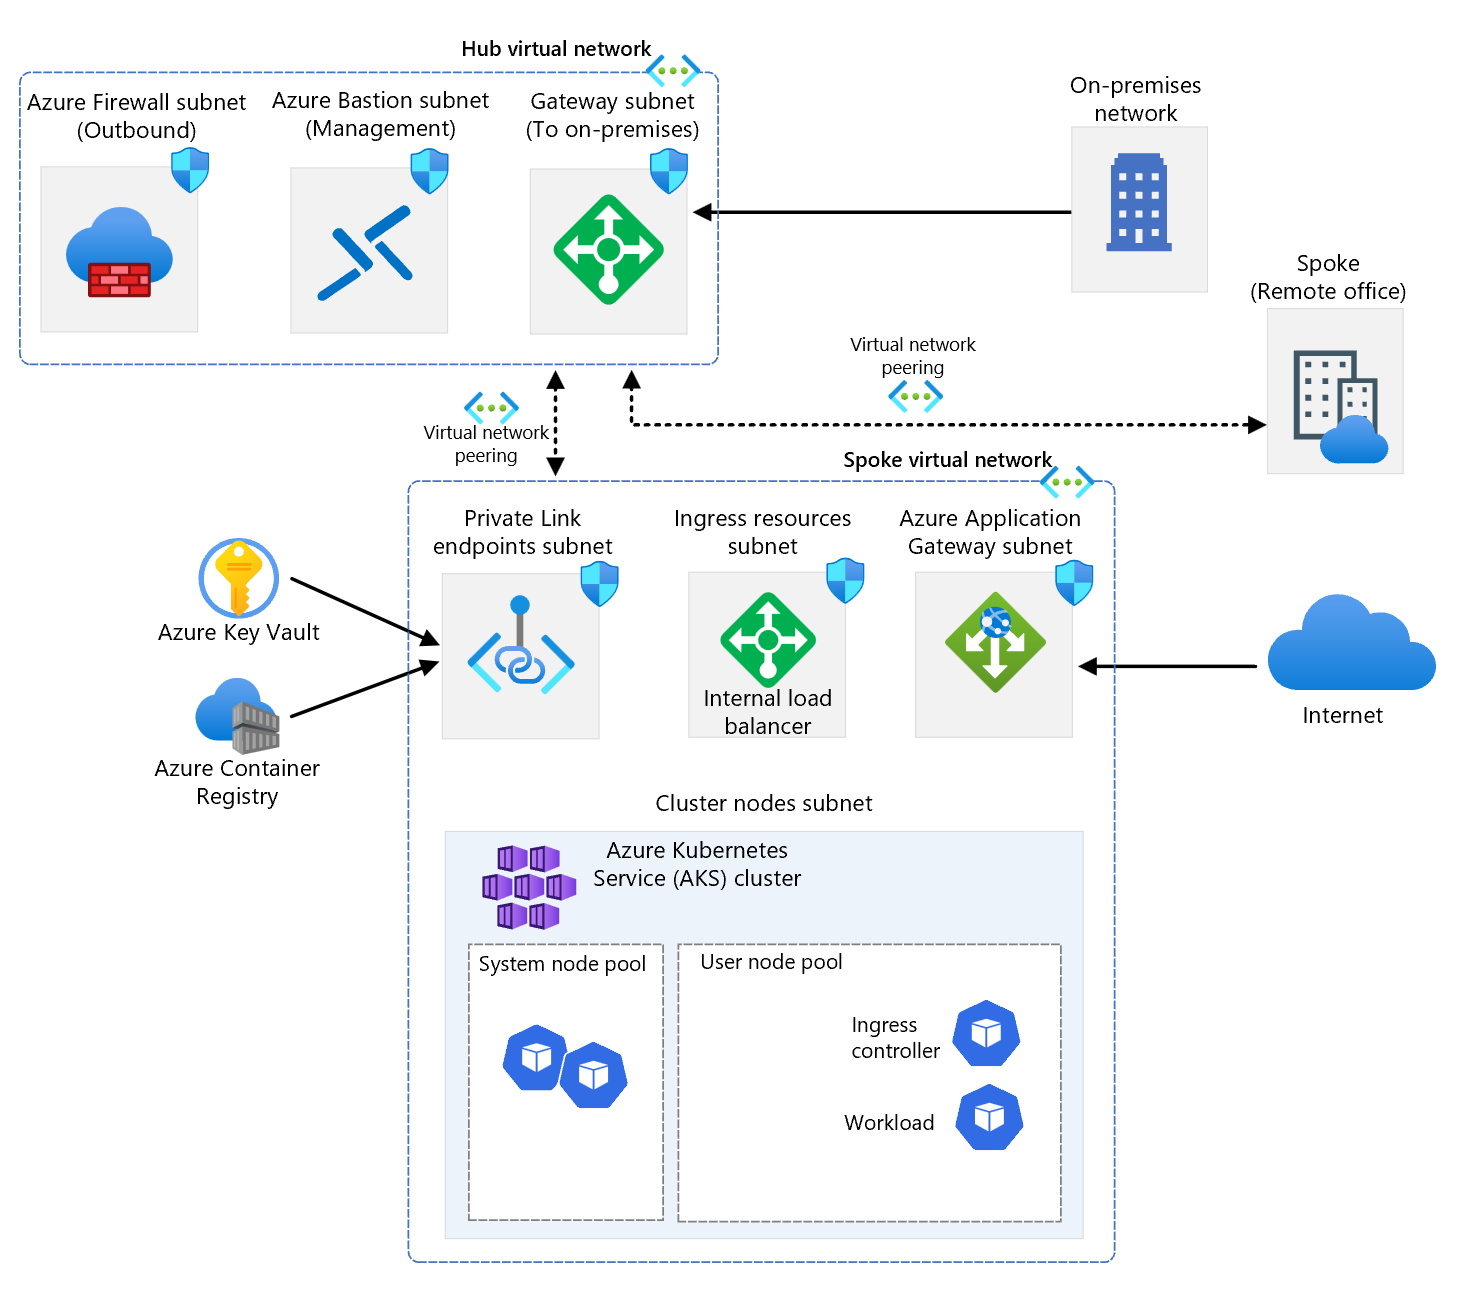 Hub virtual network
Azure Firewall subnet
(Outbound)
Azure Bastion subnet
(Management)
Gateway subnet
(To on-premises)
On-premises
network
Spoke
(Remote office)
Virtual network
peering
Virtual network
peering
Spoke virtual network
Private Link
endpoints subnet
Ingress resources
subnet
Azure Application
Gateway subnet
Azure Key Vault
Internal load
balancer
Internet
Azure Container
Registry
Cluster nodes subnet
Azure Kubernetes
Service (AKS) cluster
System node pool
User node pool
Ingress
controller
Workload